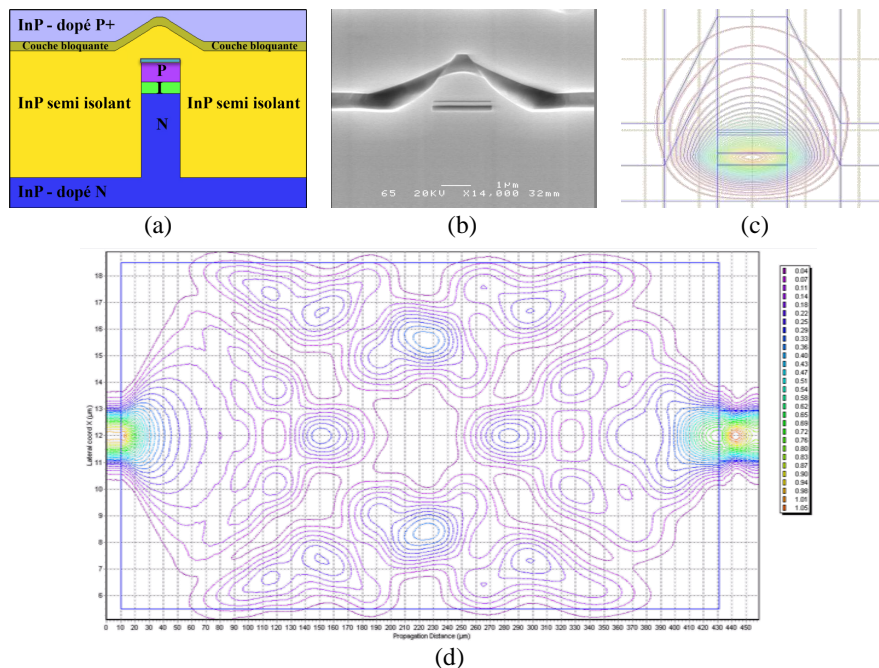 InP - dopé P+
Couche bloquante
Couche bloquante
P
I
InP semi isolant
InP semi isolant
N
InP - dopé N
65 20KV X14,000 32mm
1µm
(a)
(b)
(c)
18
17
16
15
14
13
12
11
10
9
8
7
6
Lateral coord X (µm)
0 10 20 30 40 50 60 70 80 90 100 110 120 130 140 150 160 170 180 190 200 210 220 230 240 250 260 270 280 290 300 310 320 330 340 350 360 370 380 390 400 410 420 430 440 450
Propagation Distance (µm)
0.04
0.07
0.11
0.14
0.18
0.22
0.25
0.29
0.33
0.36
0.40
0.43
0.47
0.51
0.54
0.58
0.62
0.65
0.69
0.72
0.76
0.80
0.83
0.87
0.90
0.94
0.98
1.01
1.05
(d)